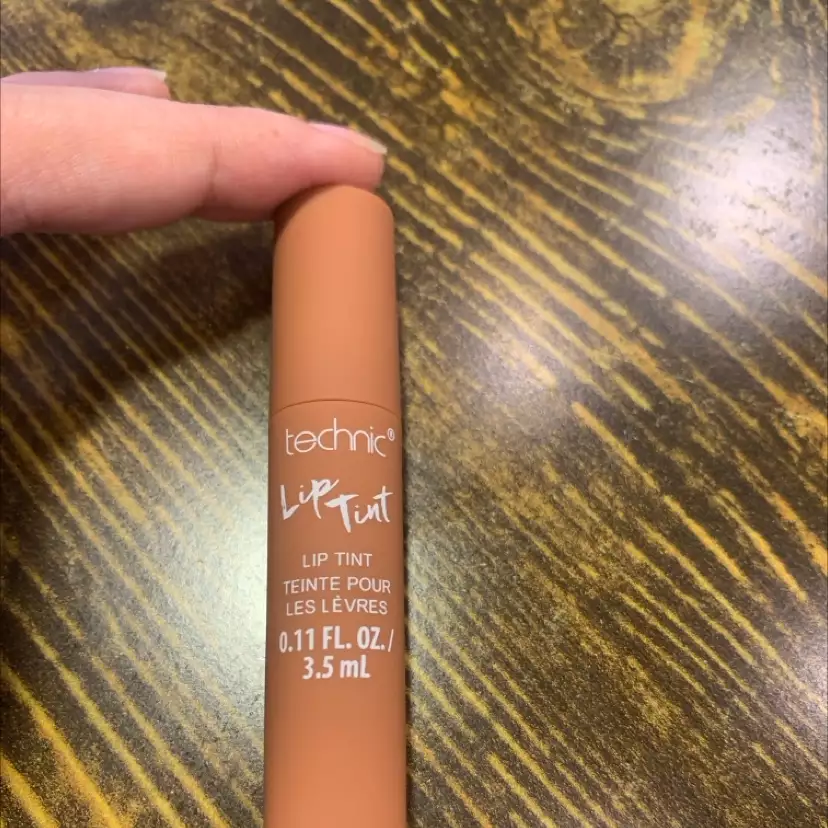 technic®
Lip Tint
LIP TINT
TEINTE POUR
LES LÈVRES
0.11 FL. OZ./
3.5 mL